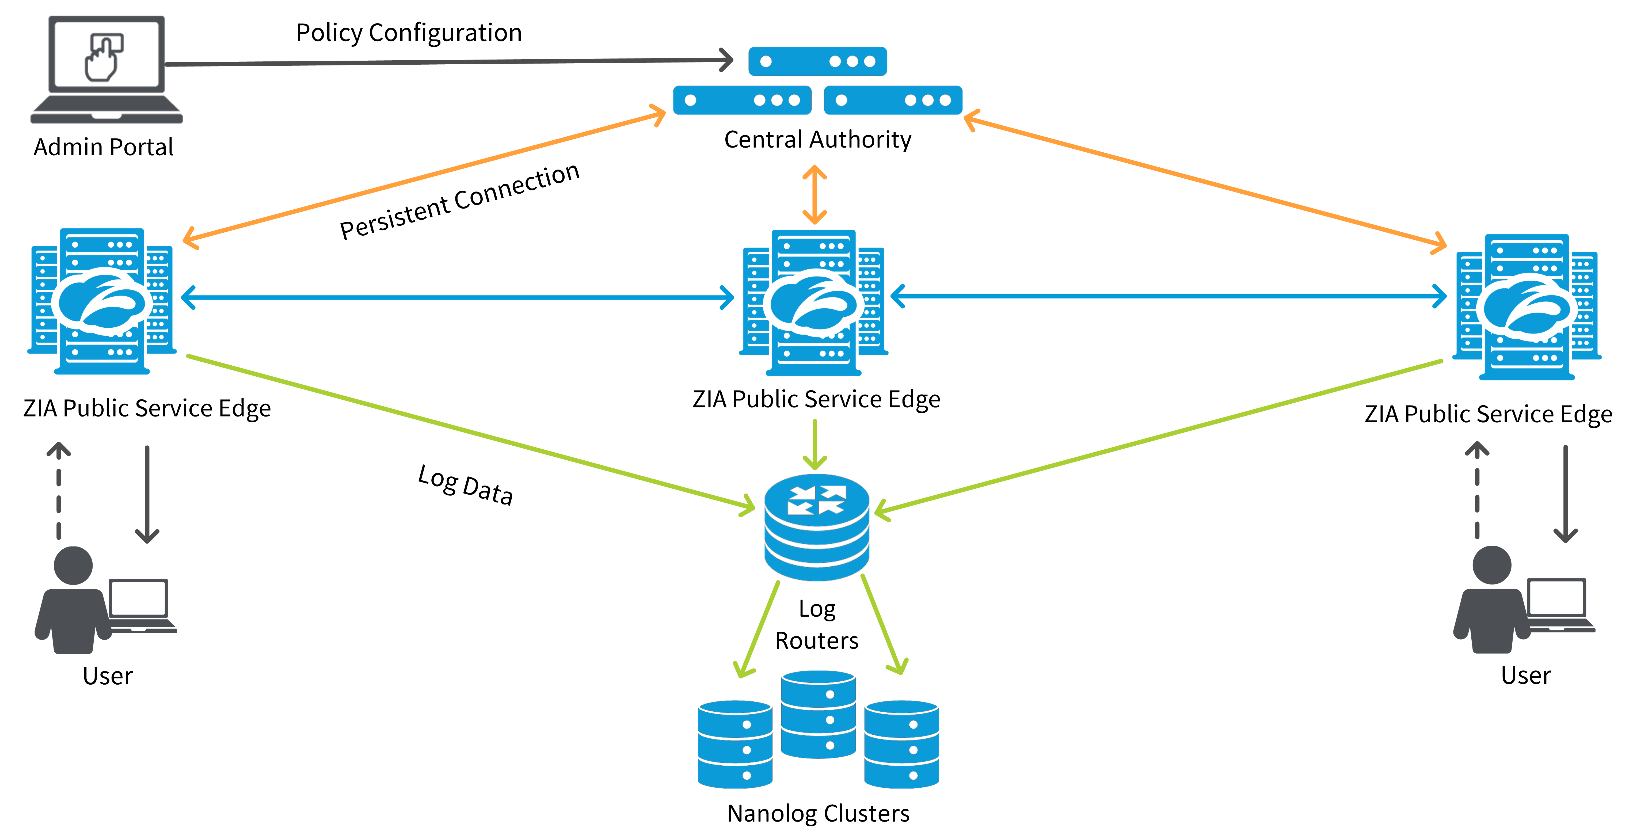 Policy Configuration
Admin Portal
Central Authority
Persistent Connection
ZIA Public Service Edge
ZIA Public Service Edge
ZIA Public Service Edge
Log Data
Log
Routers
User
User
Nanolog Clusters